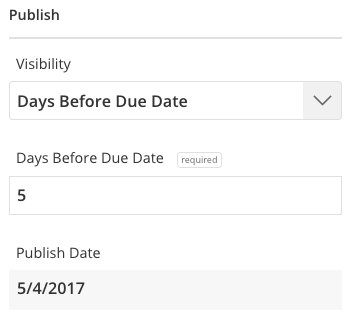 Publish
Visibility
Days Before Due Date
Days Before Due Date required
5
Publish Date
5/4/2017